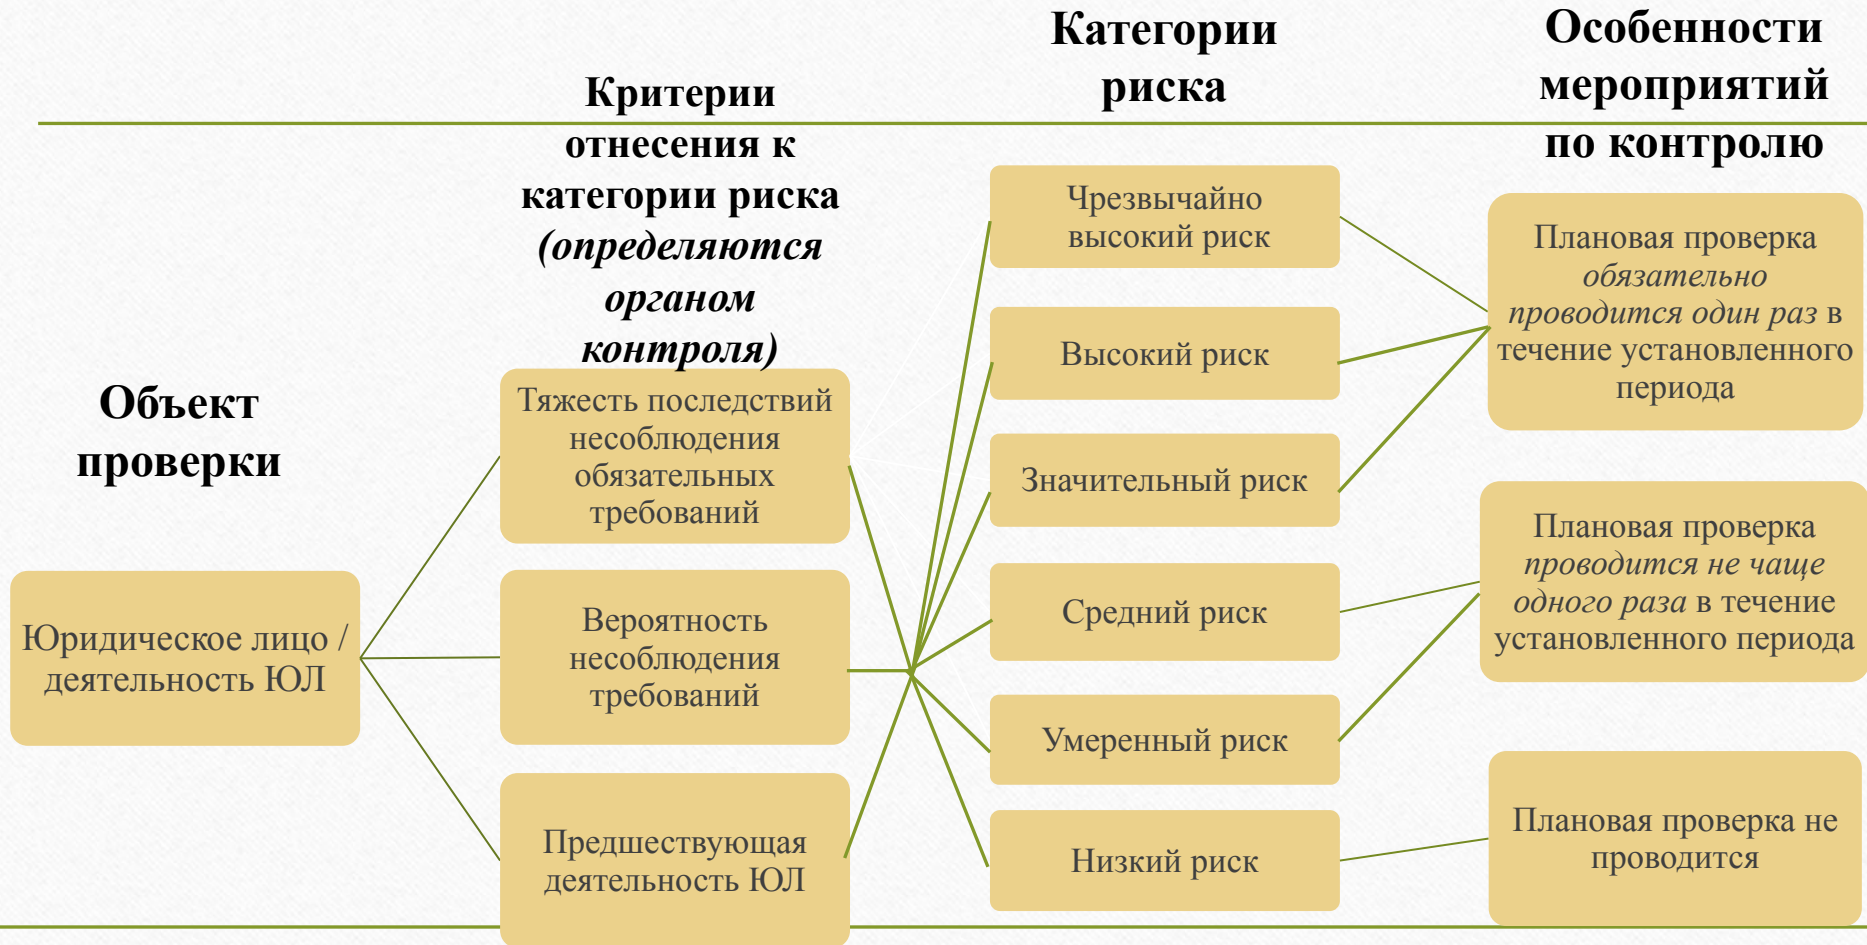 Объект
проверки
Юридическое лицо /
деятельность ЮЛ
Критерии
отнесения к
категории риска
(определяются
органом
контроля)
Тяжесть последствий
несоблюдения
обязательных
требований
Вероятность
несоблюдения
требований
Предшествующая
деятельность ЮЛ
Категории
риска
Чрезвычайно
высокий риск
Высокий риск
Значительный риск
Средний риск
Умеренный риск
Низкий риск
Особенности
мероприятий
по контролю
Плановая проверка
обязательно
проводится один раз в
течение установленного
периода
Плановая проверка
проводится не чаще
одного раза в течение
установленного периода
Плановая проверка не
проводится